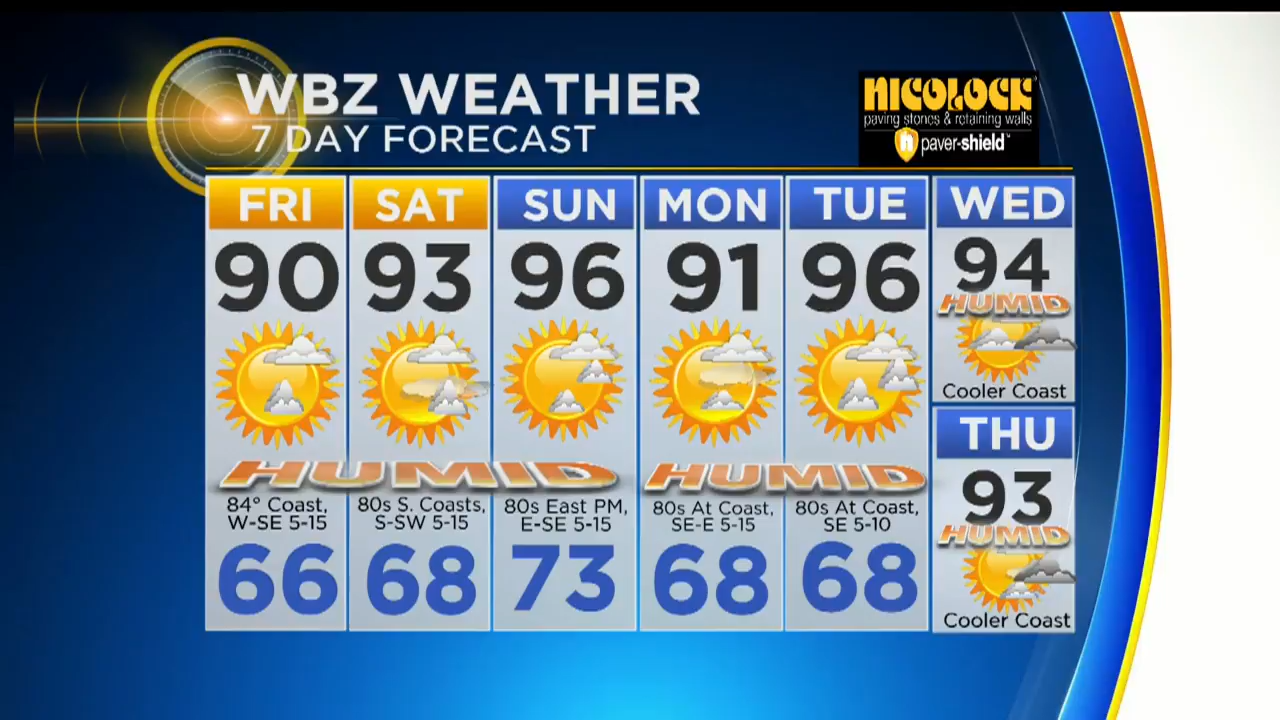 WBZ WEATHER
7 DAY FORECAST
NICOLOCK
paving stones & retaining walls
n paver-shield™
FRI
90
SAT
93
SUN
96
HUMID
84° Coast,
W-SE 5-15
66
80s S. Coasts,
S-SW 5-15
68
80s East PM,
E-SE 5-15
73
MON
91
TUE
96
HUMID
80s At Coast,
SE-E 5-15
68
80s At Coast,
SE 5-10
68
WED
94
HUMID
Cooler Coast
THU
93
HUMID
Cooler Coast